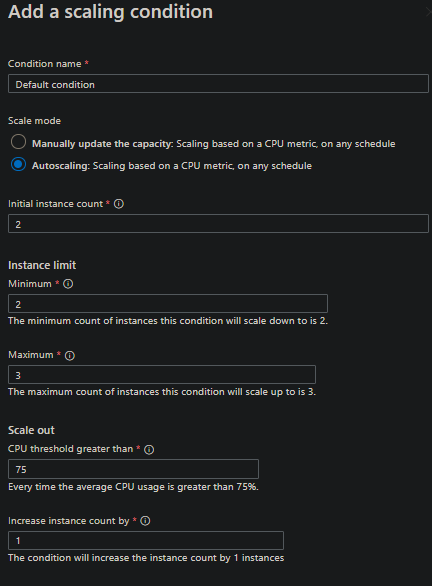 Add a scaling condition
Condition name *
Default condition
Scale mode
Manually update the capacity: Scaling based on a CPU metric, on any schedule
Autoscaling: Scaling based on a CPU metric, on any schedule
Initial instance count *
2
Instance limit
Minimum *
2
The minimum count of instances this condition will scale down to is 2.
Maximum *
3
The maximum count of instances this condition will scale up to is 3.
Scale out
CPU threshold greater than *
75
Every time the average CPU usage is greater than 75%.
Increase instance count by *
1
The condition will increase the instance count by 1 instances